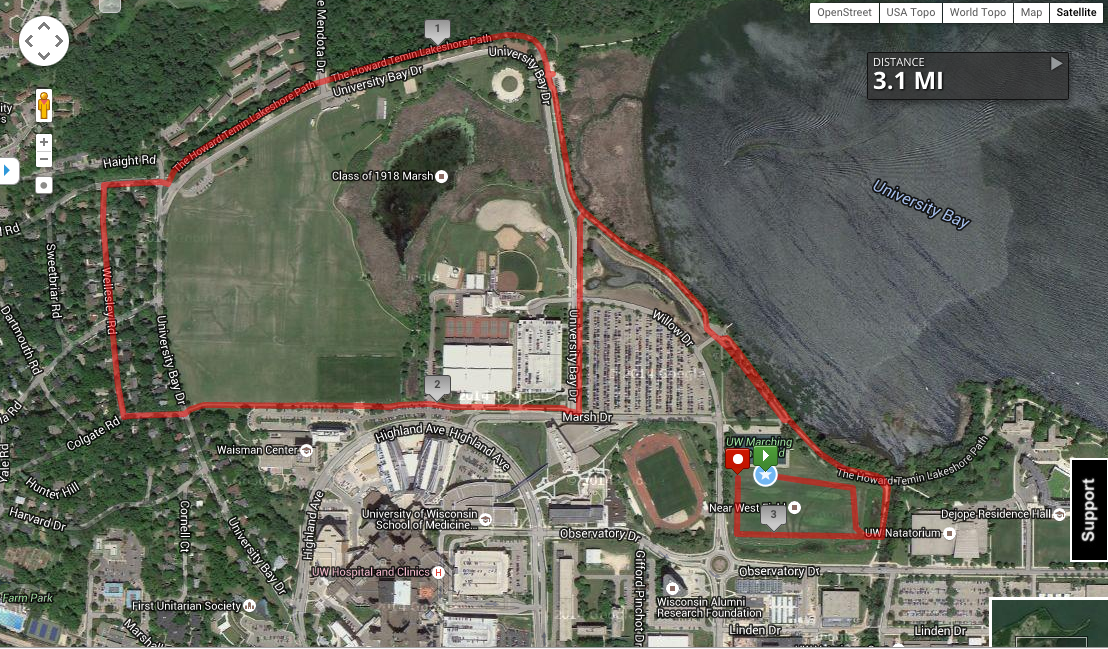 OpenStreet
USA Topo
World Topo
Map
Satellite
DISTANCE
3.1 MI
1
e Mendota Dr
The Howard Temin Lakeshore Path
University Bay Dr
University Bay Dr
The Howard Temin Lakeshore Path
Haight Rd
Class of 1918 Marsh
University Bay
Rd
Sweetbriar Rd
Wellesley Rd
University Bay Dr
University Bay Dr
Willow Dr
Dartmouth Rd
2
Marsh Dr
Colgate Rd
Yale Rd
Highland Ave
Highland Ave
Waisman Center
UW Marching
The Howard Temin Lakeshore Path
Hunter Hill
Harvard Dr
Cornell Ct
University Bay Dr
Highland Ave
University of Wisconsin
School of Medicine...
Near West Field
3
Dejope Residence Hall
UW Natatorium
Observatory Dr
Observatory Dr
UW Hospital and Clinics
H
Gifford Pinchot Dr
Wisconsin Alumni
Research Foundation
First Unitarian Society
Farm Park
Marshall
Linden Dr
Linden Dr
Support